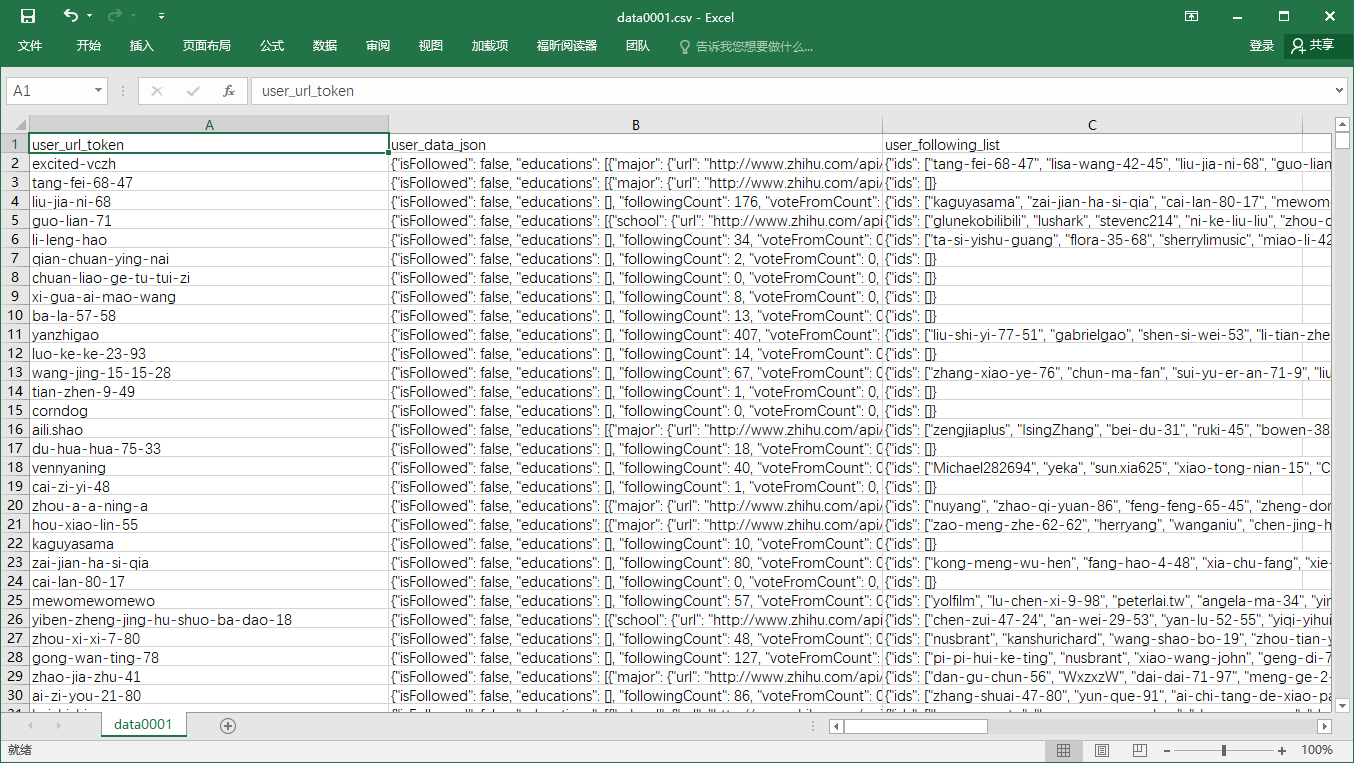 data0001.csv - Excel
文件 开始 插入 页面布局 公式 数据 审阅 视图 加载项 福昕阅读器 团队 告诉我您想要做什么... 登录 共享
A1 fx user_url_token
A B C
1 user_url_token user_data_json user_following_list
2 excited-vczh {"isFollowed": false, "educations": [{"major": {"url": "http://www.zhihu.com/api/ {"ids": ["tang-fei-68-47", "lisa-wang-42-45", "liu-jia-ni-68", "guo-lian
3 tang-fei-68-47 {"isFollowed": false, "educations": [{"major": {"url": "http://www.zhihu.com/api/ {"ids": []}
4 liu-jia-ni-68 {"isFollowed": false, "educations": [], "followingCount": 176, "voteFromCount": {"ids": ["kaguyasama", "zai-jian-ha-si-qia", "cai-lan-80-17", "mewom
5 guo-lian-71 {"isFollowed": false, "educations": [{"school": {"url": "http://www.zhihu.com/api {"ids": ["glunekobilibili", "lushark", "stevenc214", "ni-ke-liu-liu", "zhou-c
6 li-leng-hao {"isFollowed": false, "educations": [], "followingCount": 34, "voteFromCount": 0 {"ids": ["ta-si-yishu-guang", "flora-35-68", "sherrylimusic", "miao-li-42
7 qian-chuan-ying-nai {"isFollowed": false, "educations": [], "followingCount": 2, "voteFromCount": 0, {"ids": []}
8 chuan-liao-ge-tu-tui-zi {"isFollowed": false, "educations": [], "followingCount": 0, "voteFromCount": 0, {"ids": []}
9 xi-gua-ai-mao-wang {"isFollowed": false, "educations": [], "followingCount": 8, "voteFromCount": 0, {"ids": []}
10 ba-la-57-58 {"isFollowed": false, "educations": [], "followingCount": 13, "voteFromCount": 0 {"ids": []}
11 yanzhigao {"isFollowed": false, "educations": [], "followingCount": 407, "voteFromCount": {"ids": ["liu-shi-yi-77-51", "gabrielgao", "shen-si-wei-53", "li-tian-zhe
12 luo-ke-ke-23-93 {"isFollowed": false, "educations": [], "followingCount": 14, "voteFromCount": 0 {"ids": []}
13 wang-jing-15-15-28 {"isFollowed": false, "educations": [], "followingCount": 67, "voteFromCount": 0 {"ids": ["zhang-xiao-ye-76", "chun-ma-fan", "sui-yu-er-an-71-9", "liu
14 tian-zhen-9-49 {"isFollowed": false, "educations": [], "followingCount": 1, "voteFromCount": 0, {"ids": []}
15 corndog {"isFollowed": false, "educations": [], "followingCount": 0, "voteFromCount": 0, {"ids": []}
16 aili.shao {"isFollowed": false, "educations": [{"major": {"url": "http://www.zhihu.com/api/ {"ids": ["zengjiaplus", "IsingZhang", "bei-du-31", "ruki-45", "bowen-38
17 du-hua-hua-75-33 {"isFollowed": false, "educations": [], "followingCount": 18, "voteFromCount": 0 {"ids": []}
18 vennyaning {"isFollowed": false, "educations": [], "followingCount": 40, "voteFromCount": 0 {"ids": ["Michael282694", "yeka", "sun.xia625", "xiao-tong-nian-15", "C
19 cai-zi-yi-48 {"isFollowed": false, "educations": [], "followingCount": 1, "voteFromCount": 0, {"ids": []}
20 zhou-a-a-ning-a {"isFollowed": false, "educations": [{"major": {"url": "http://www.zhihu.com/api/ {"ids": ["nuyang", "zhao-qi-yuan-86", "feng-feng-65-45", "zheng-don
21 hou-xiao-lin-55 {"isFollowed": false, "educations": [{"major": {"url": "http://www.zhihu.com/api/ {"ids": ["zao-meng-zhe-62-62", "herryang", "wanganiu", "chen-jing-h
22 kaguyasama {"isFollowed": false, "educations": [], "followingCount": 10, "voteFromCount": 0 {"ids": []}
23 zai-jian-ha-si-qia {"isFollowed": false, "educations": [], "followingCount": 80, "voteFromCount": 0 {"ids": ["kong-meng-wu-hen", "fang-hao-4-48", "xia-chu-fang", "xie-
24 cai-lan-80-17 {"isFollowed": false, "educations": [], "followingCount": 0, "voteFromCount": 0, {"ids": []}
25 mewomewomewo {"isFollowed": false, "educations": [], "followingCount": 57, "voteFromCount": 0 {"ids": ["yolfilm", "lu-chen-xi-9-98", "peterlai.tw", "angela-ma-34", "yin
26 yiben-zheng-jing-hu-shuo-ba-dao-18 {"isFollowed": false, "educations": [{"school": {"url": "http://www.zhihu.com/api {"ids": ["chen-zui-47-24", "an-wei-29-53", "yan-lu-52-55", "yiqi-yihui
27 zhou-xi-xi-7-80 {"isFollowed": false, "educations": [], "followingCount": 48, "voteFromCount": 0 {"ids": ["nusbrant", "kanshurichard", "wang-shao-bo-19", "zhou-tian-y
28 gong-wan-ting-78 {"isFollowed": false, "educations": [], "followingCount": 127, "voteFromCount": {"ids": ["pi-pi-hui-ke-ting", "nusbrant", "xiao-wang-john", "geng-di-7
29 zhao-jia-zhu-41 {"isFollowed": false, "educations": [{"major": {"url": "http://www.zhihu.com/api/ {"ids": ["dan-gu-chun-56", "WxzxzW", "dai-dai-71-97", "meng-ge-2-
30 ai-zi-you-21-80 {"isFollowed": false, "educations": [], "followingCount": 86, "voteFromCount": 0 {"ids": ["zhang-shuai-47-80", "yun-que-91", "ai-chi-tang-de-xiao-pa
data0001
就绪 100%